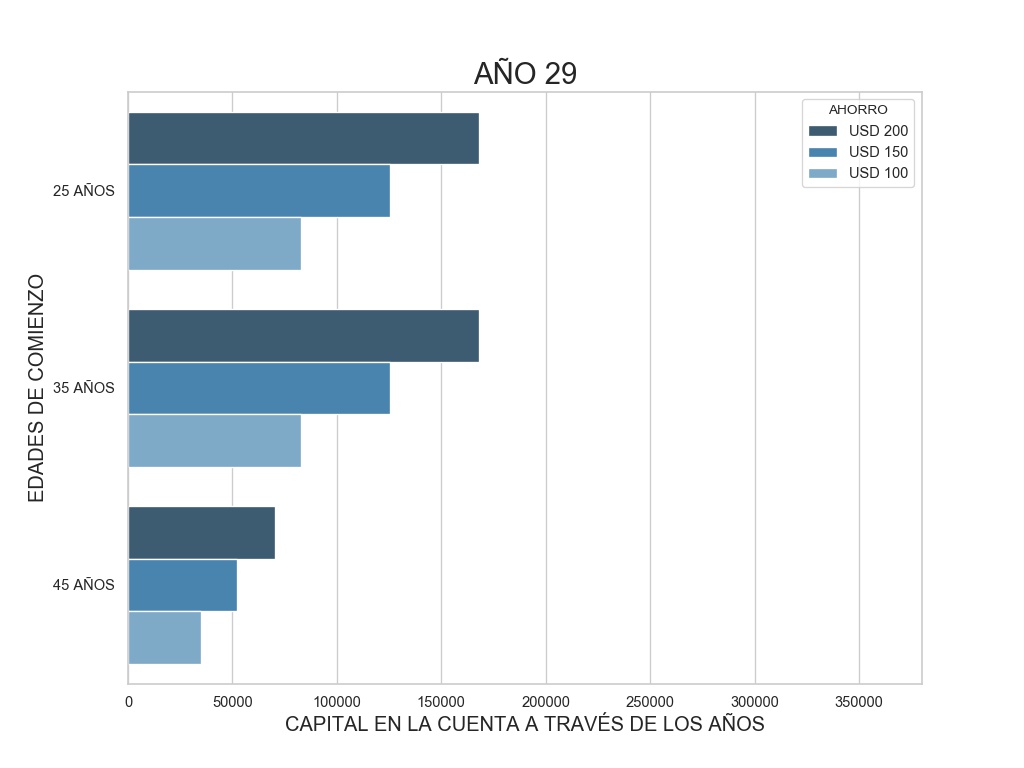 AÑO 29
AHORRO
USD 200
USD 150
USD 100
EDADES DE COMIENZO
25 AÑOS
35 AÑOS
45 AÑOS
0 50000 100000 150000 200000 250000 300000 350000
CAPITAL EN LA CUENTA A TRAVÉS DE LOS AÑOS